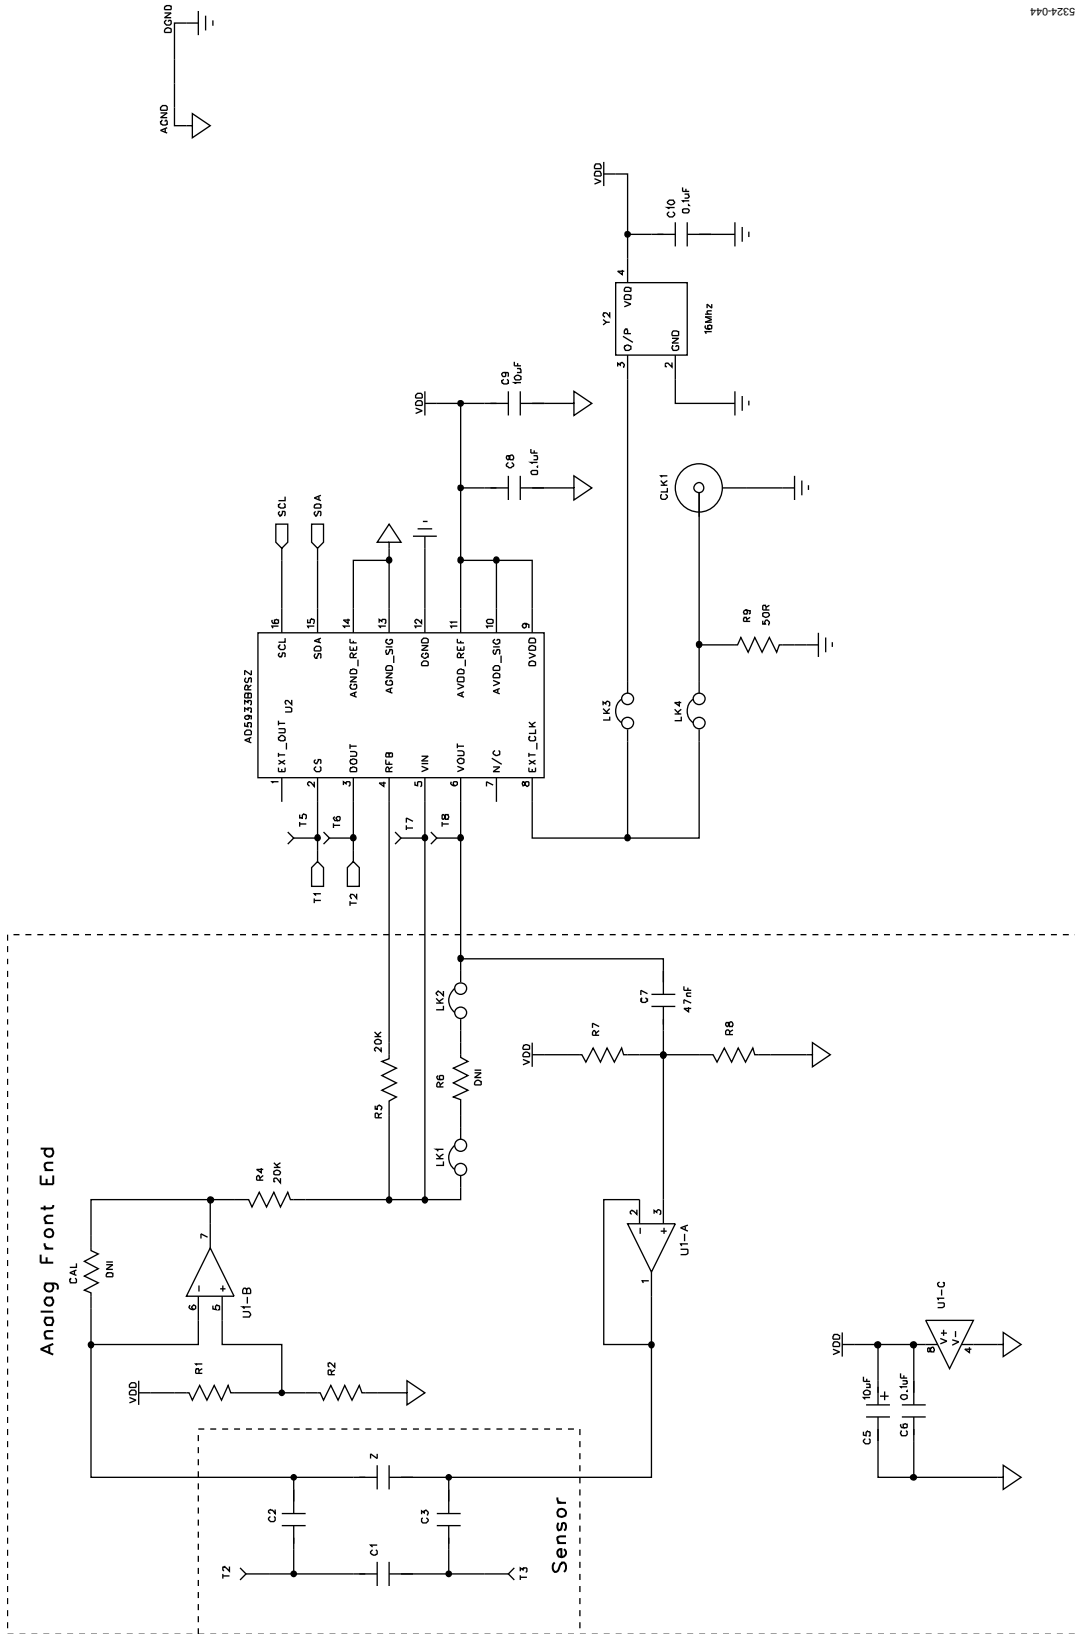 5324-044
DGND
AGND
VDD
C10
0.1uF
4
VDD
Y2
O/P
GND
16Mhz
3
2
VDD
C9
10uF
C8
0.1uF
CLK1
SCL
SDA
R9
50R
16
15
14
13
12
11
10
9
AD5933BRSZ
U2
SCL
SDA
AGND_REF
AGND_SIG
DGND
AVDD_REF
AVDD_SIG
DVDD
EXT_OUT
CS
DOUT
RFB
VIN
VOUT
N/C
EXT_CLK
1
2
3
4
5
6
7
8
LK3
LK4
T5
T6
T7
T8
T1
T2
Analog Front End
R5
20K
LK2
R6
DNI
LK1
C7
47nF
VDD
R7
R8
R4
20K
CAL
DNI
7
6
5
-
+
U1-B
2
3
-
+
1
U1-A
VDD
R1
R2
VDD
U1-C
8
V+
V-
4
C5
10uF
+
C6
0.1uF
Z
C2
C3
C1
T2
T3
Sensor